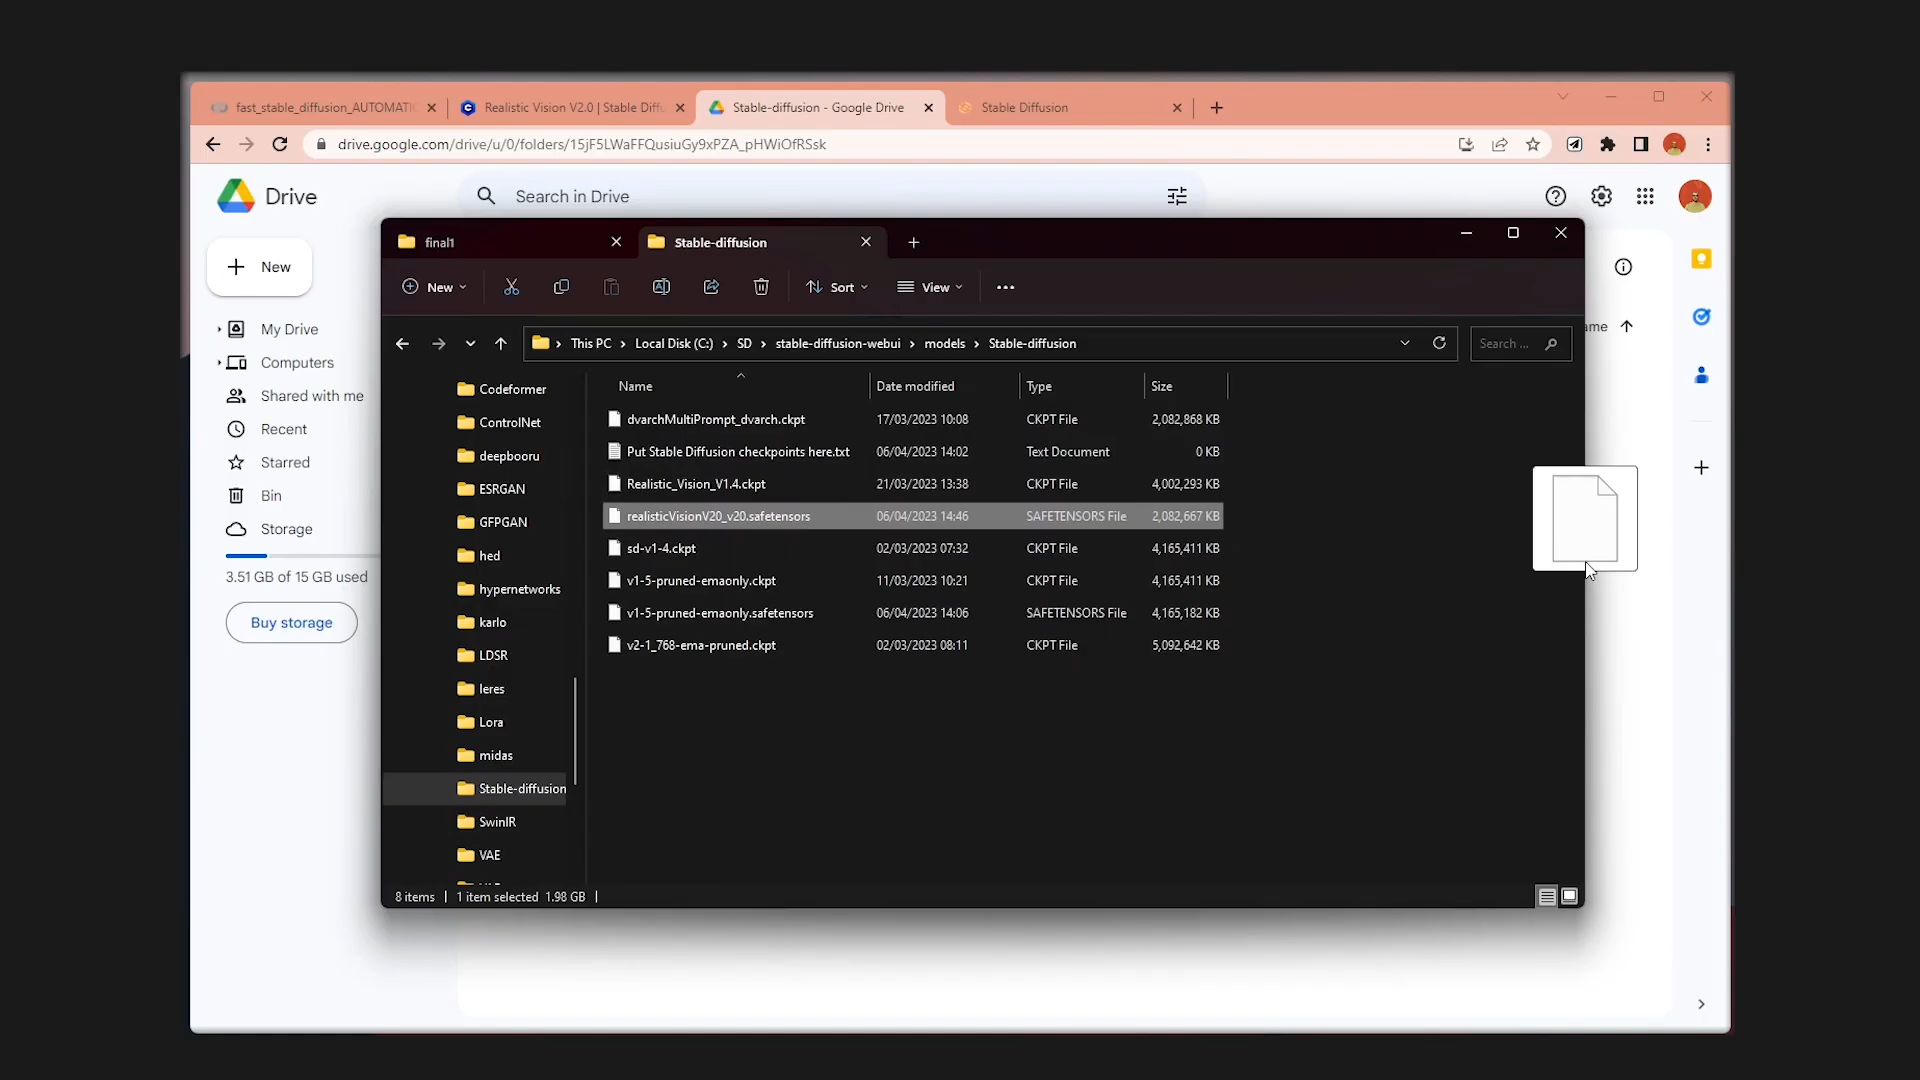 fast_stable_diffusion_AUTOMATIC
Realistic Vision V2.0 | Stable Diffu
Stable-diffusion - Google Drive
Stable Diffusion
drive.google.com/drive/u/0/folders/15jF5LWaFFQusiuGy9xPZA_pHWiOfRSsk
Drive
Search in Drive
New
My Drive
Computers
Shared with me
Recent
Starred
Bin
Storage
3.51 GB of 15 GB used
Buy storage
ame
final1
Stable-diffusion
New
Sort
View
This PC
Local Disk (C:)
SD
stable-diffusion-webui
models
Stable-diffusion
Search ...
Codeformer
ControlNet
deepbooru
ESRGAN
GFPGAN
hed
hypernetworks
karlo
LDSR
leres
Lora
midas
Stable-diffusion
SwinIR
VAE
Name Date modified Type Size
dvarchMultiPrompt_dvarch.ckpt 17/03/2023 10:08 CKPT File 2,082,868 KB
Put Stable Diffusion checkpoints here.txt 06/04/2023 14:02 Text Document 0 KB
Realistic_Vision_V1.4.ckpt 21/03/2023 13:38 CKPT File 4,002,293 KB
realisticVisionV20_v20.safetensors 06/04/2023 14:46 SAFETENSORS File 2,082,667 KB
sd-v1-4.ckpt 02/03/2023 07:32 CKPT File 4,165,411 KB
v1-5-pruned-emaonly.ckpt 11/03/2023 10:21 CKPT File 4,165,411 KB
v1-5-pruned-emaonly.safetensors 06/04/2023 14:06 SAFETENSORS File 4,165,182 KB
v2-1_768-ema-pruned.ckpt 02/03/2023 08:11 CKPT File 5,092,642 KB
8 items 1 item selected 1.98 GB